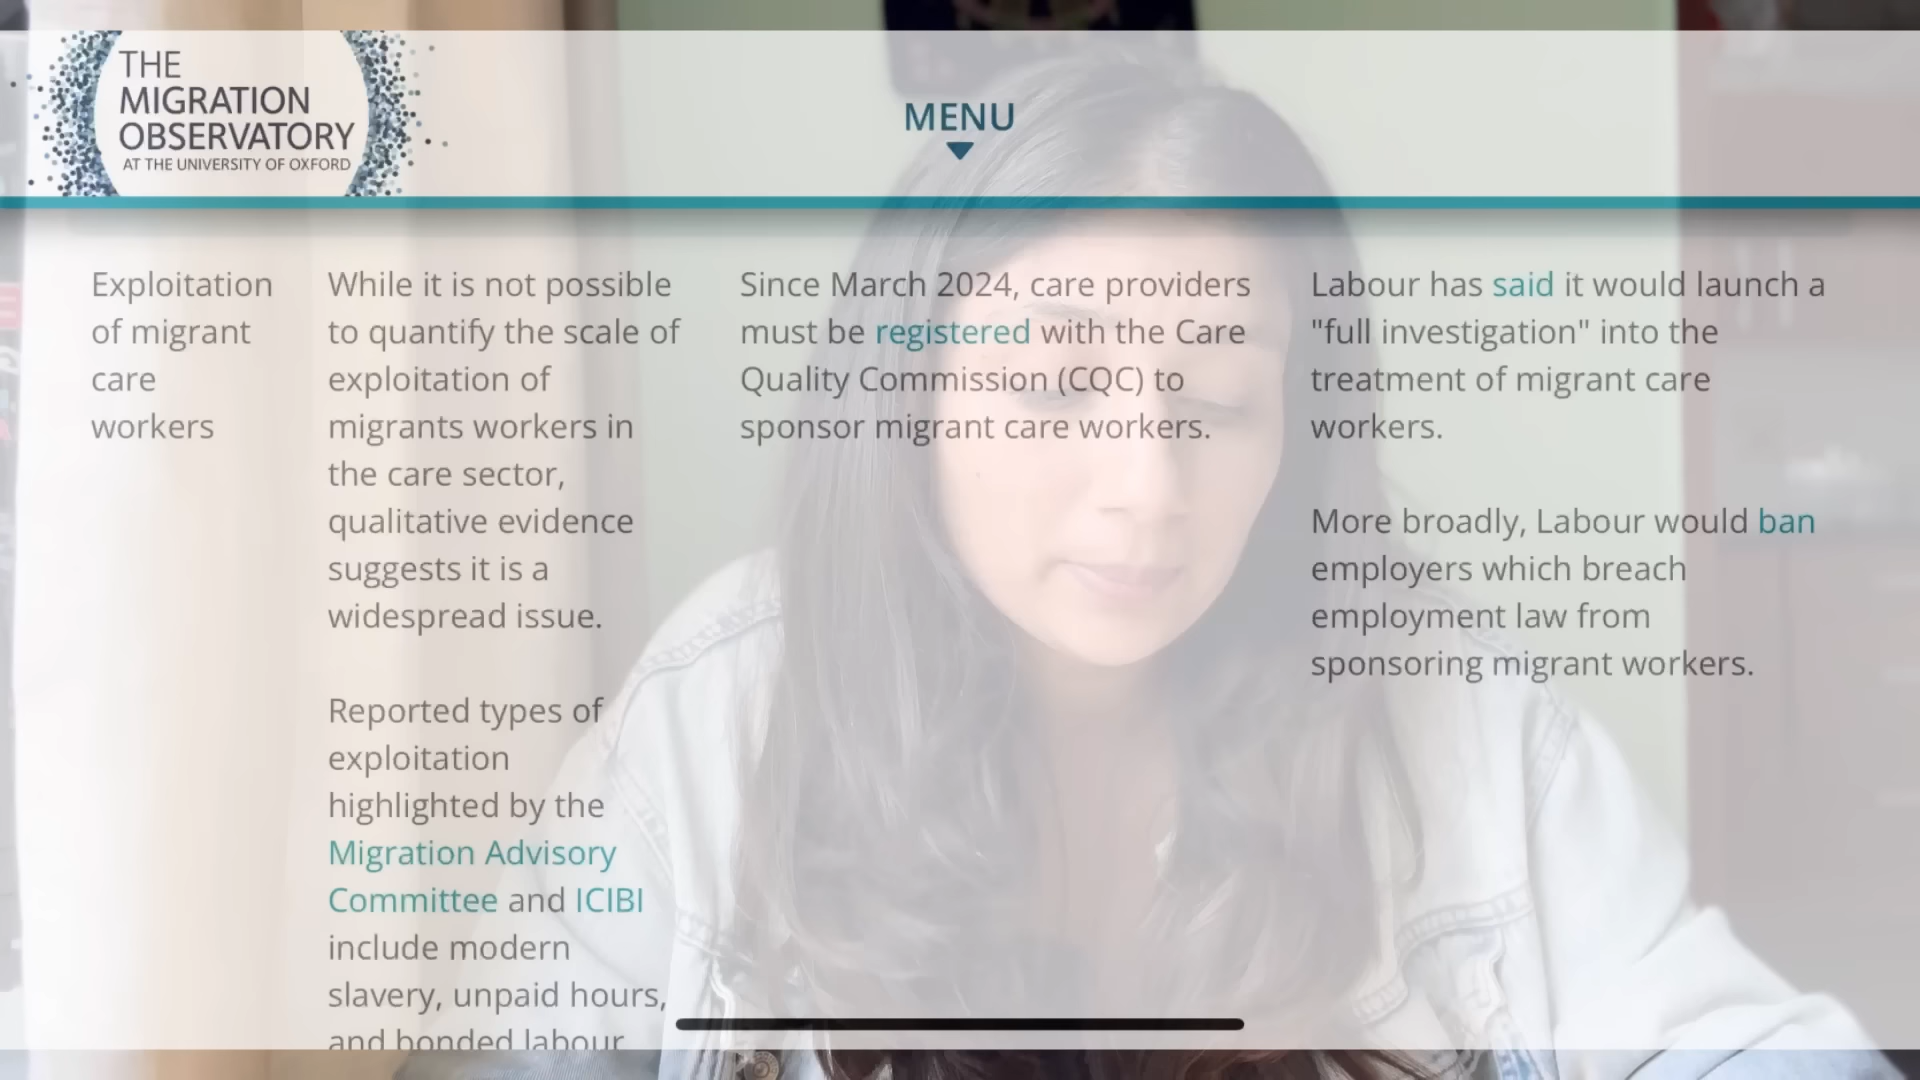 THE
MIGRATION
OBSERVATORY
AT THE UNIVERSITY OF OXFORD
MENU
Exploitation
of migrant
care
workers
While it is not possible
to quantify the scale of
exploitation of
migrants workers in
the care sector,
qualitative evidence
suggests it is a
widespread issue.
Reported types of
exploitation
highlighted by the
Migration Advisory
Committee and ICIBI
include modern
slavery, unpaid hours,
and bonded labour
Since March 2024, care providers
must be registered with the Care
Quality Commission (CQC) to
sponsor migrant care workers.
Labour has said it would launch a
"full investigation" into the
treatment of migrant care
workers.
More broadly, Labour would ban
employers which breach
employment law from
sponsoring migrant workers.